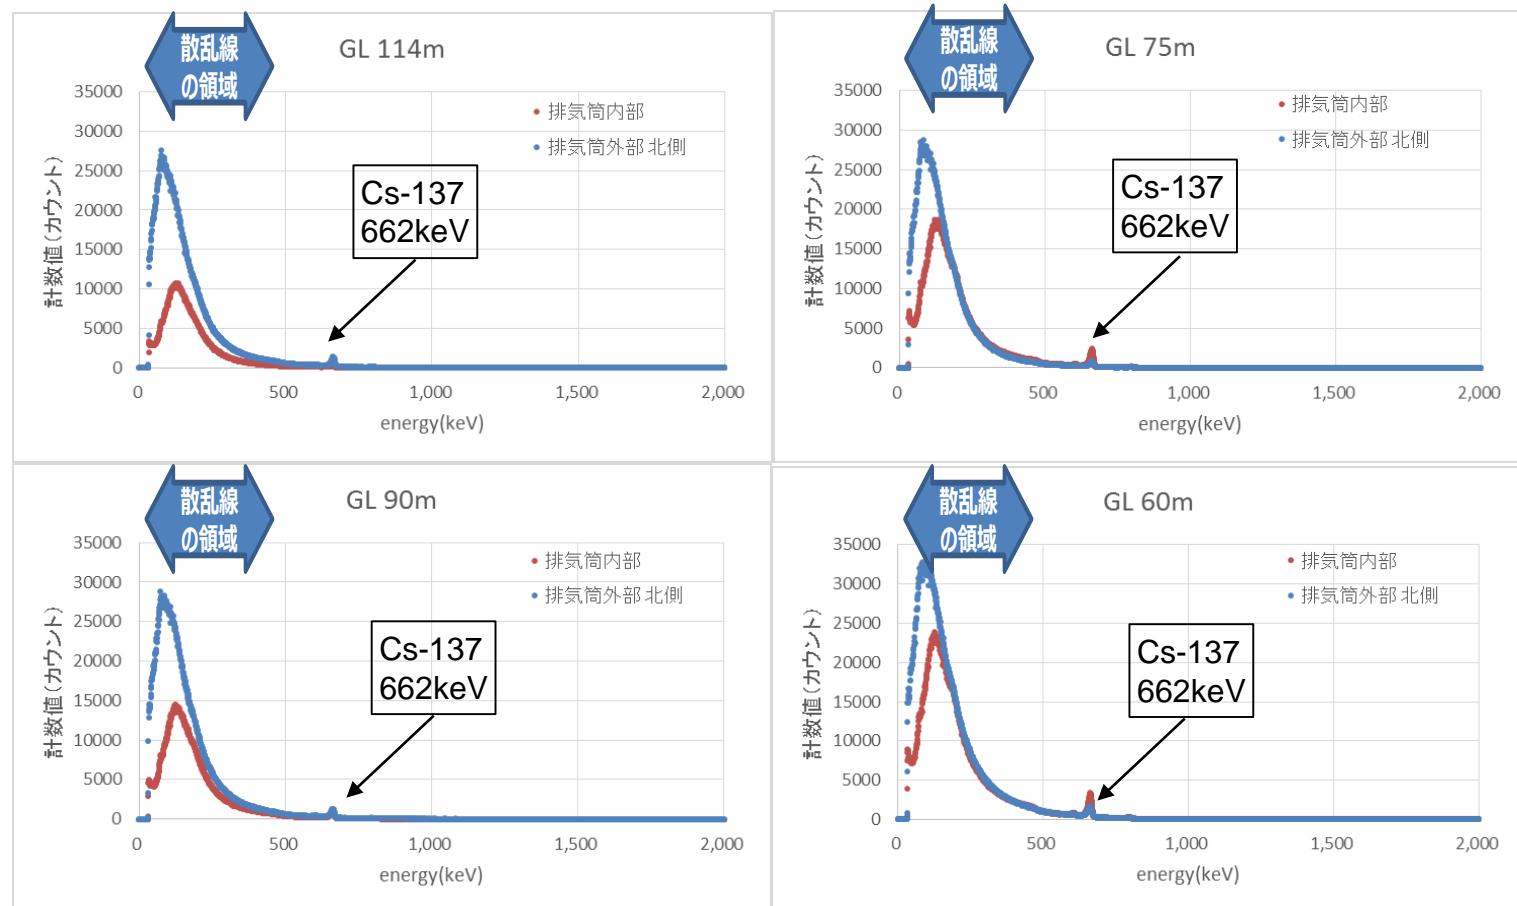 散乱線
の領域
GL 114m
35000
30000
25000
20000
15000
10000
5000
0
計数値(カウント)
排気筒内部
排気筒外部 北側
Cs-137
662keV
0
500
1,000
1,500
2,000
energy(keV)
散乱線
の領域
GL 75m
35000
30000
25000
20000
15000
10000
5000
0
計数値(カウント)
排気筒内部
排気筒外部 北側
Cs-137
662keV
0
500
1,000
1,500
2,000
energy(keV)
散乱線
の領域
GL 90m
35000
30000
25000
20000
15000
10000
5000
0
計数値(カウント)
排気筒内部
排気筒外部 北側
Cs-137
662keV
0
500
1,000
1,500
2,000
energy(keV)
散乱線
の領域
GL 60m
35000
30000
25000
20000
15000
10000
5000
0
計数値(カウント)
排気筒内部
排気筒外部 北側
Cs-137
662keV
0
500
1,000
1,500
2,000
energy(keV)